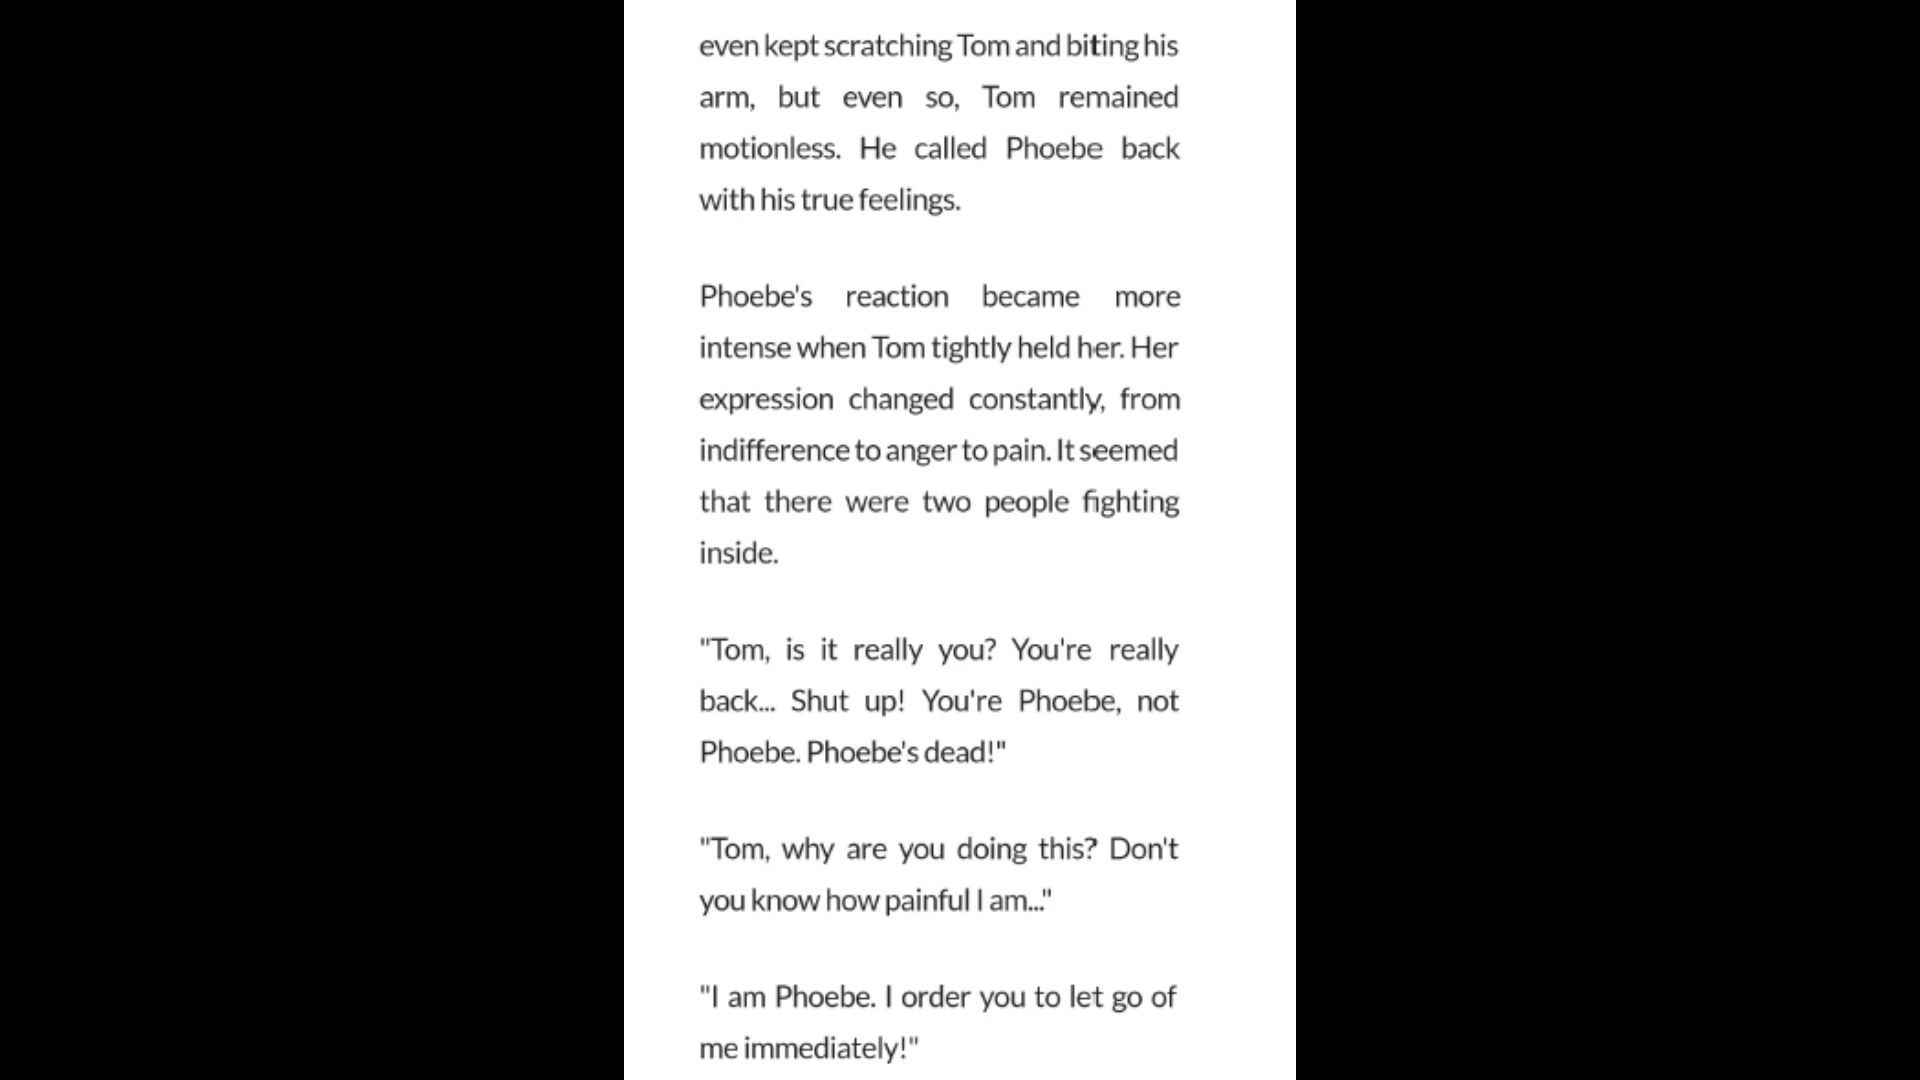 even kept scratching Tom and biting his
arm, but even so, Tom remained
motionless. He called Phoebe back
with his true feelings.
Phoebe's reaction became more
intense when Tom tightly held her. Her
expression changed constantly, from
indifference to anger to pain. It seemed
that there were two people fighting
inside.
"Tom, is it really you? You're really
back... Shut up! You're Phoebe, not
Phoebe. Phoebe's dead!"
"Tom, why are you doing this? Don't
you know how painful I am..."
"I am Phoebe. I order you to let go of
me immediately!"